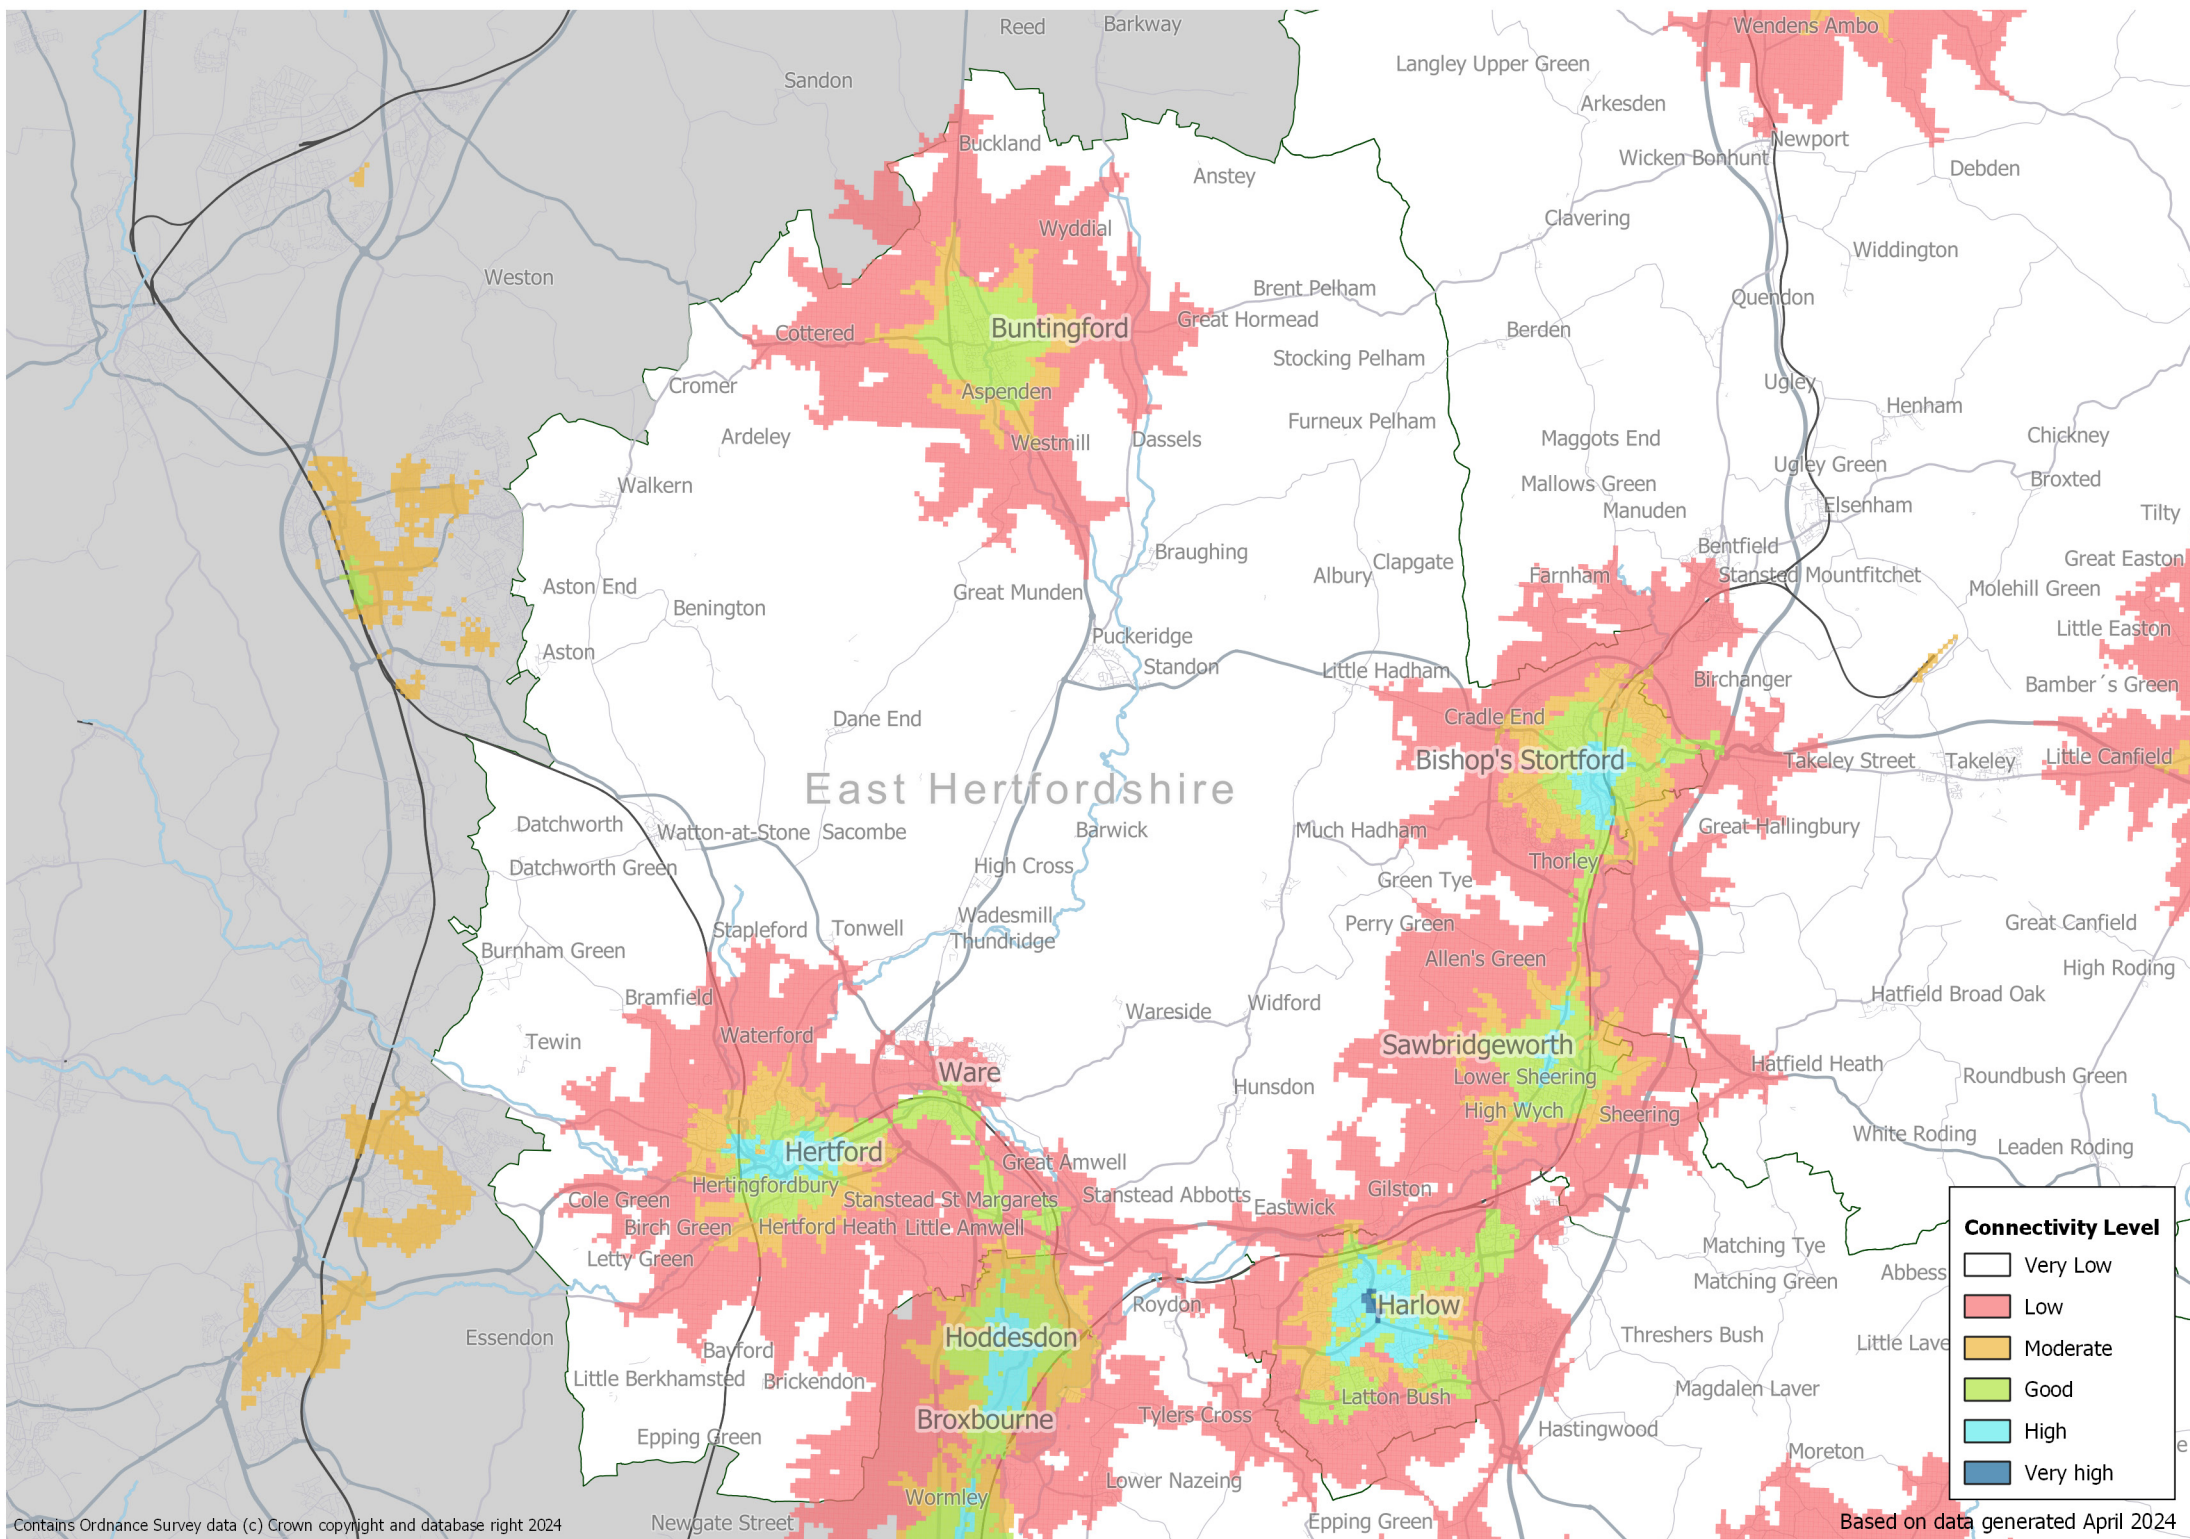 Reed
Barkway
Wendens Ambo
Langley Upper Green
Sandon
Arkesden
Buckland
Newport
Wicken Bonhunt
Debden
Anstey
Clavering
Wyddial
Widdington
Weston
Brent Pelham
Quendon
Great Hormead
Buntingford
Berden
Cottered
Stocking Pelham
Cromer
Ugley
Aspenden
Henham
Furneux Pelham
Ardeley
Westmill
Dassels
Maggots End
Chickney
Ugley Green
Walkern
Mallows Green
Broxted
Manuden
Elsenham
Tilty
Braughing
Bentfield
Clapgate
Great Easton
Albury
Farnham
Stansted Mountfitchet
Aston End
Great Munden
Molehill Green
Benington
Little Easton
Puckeridge
Aston
Standon
Little Hadham
Birchanger
Bamber´s Green
Dane End
Cradle End
Bishop's Stortford
Takeley Street
Takeley
Little Canfield
East Hertfordshire
Datchworth
Watton-at-Stone
Sacombe
Barwick
Much Hadham
Great Hallingbury
Datchworth Green
High Cross
Thorley
Green Tye
Wadesmill
Perry Green
Great Canfield
Stapleford
Tonwell
Thundridge
Burnham Green
Allen's Green
High Roding
Bramfield
Hatfield Broad Oak
Widford
Wareside
Waterford
Tewin
Sawbridgeworth
Hatfield Heath
Ware
Lower Sheering
Roundbush Green
Hunsdon
High Wych
Sheering
White Roding
Leaden Roding
Hertford
Great Amwell
Hertingfordbury
Gilston
Cole Green
Stanstead St Margarets
Stanstead Abbotts
Eastwick
Birch Green
Hertford Heath
Little Amwell
Letty Green
Matching Tye
Matching Green
Abbess
Roydon
Harlow
Essendon
Hoddesdon
Threshers Bush
Little Lave
Bayford
Little Berkhamsted
Brickendon
Magdalen Laver
Latton Bush
Broxbourne
Tylers Cross
Hastingwood
Epping Green
Moreton
e
Lower Nazeing
Wormley
Newgate Street
Epping Green
Connectivity Level
Very Low
Low
Moderate
Good
High
Very high
Contains Ordnance Survey data (c) Crown copyright and database right 2024
Based on data generated April 2024